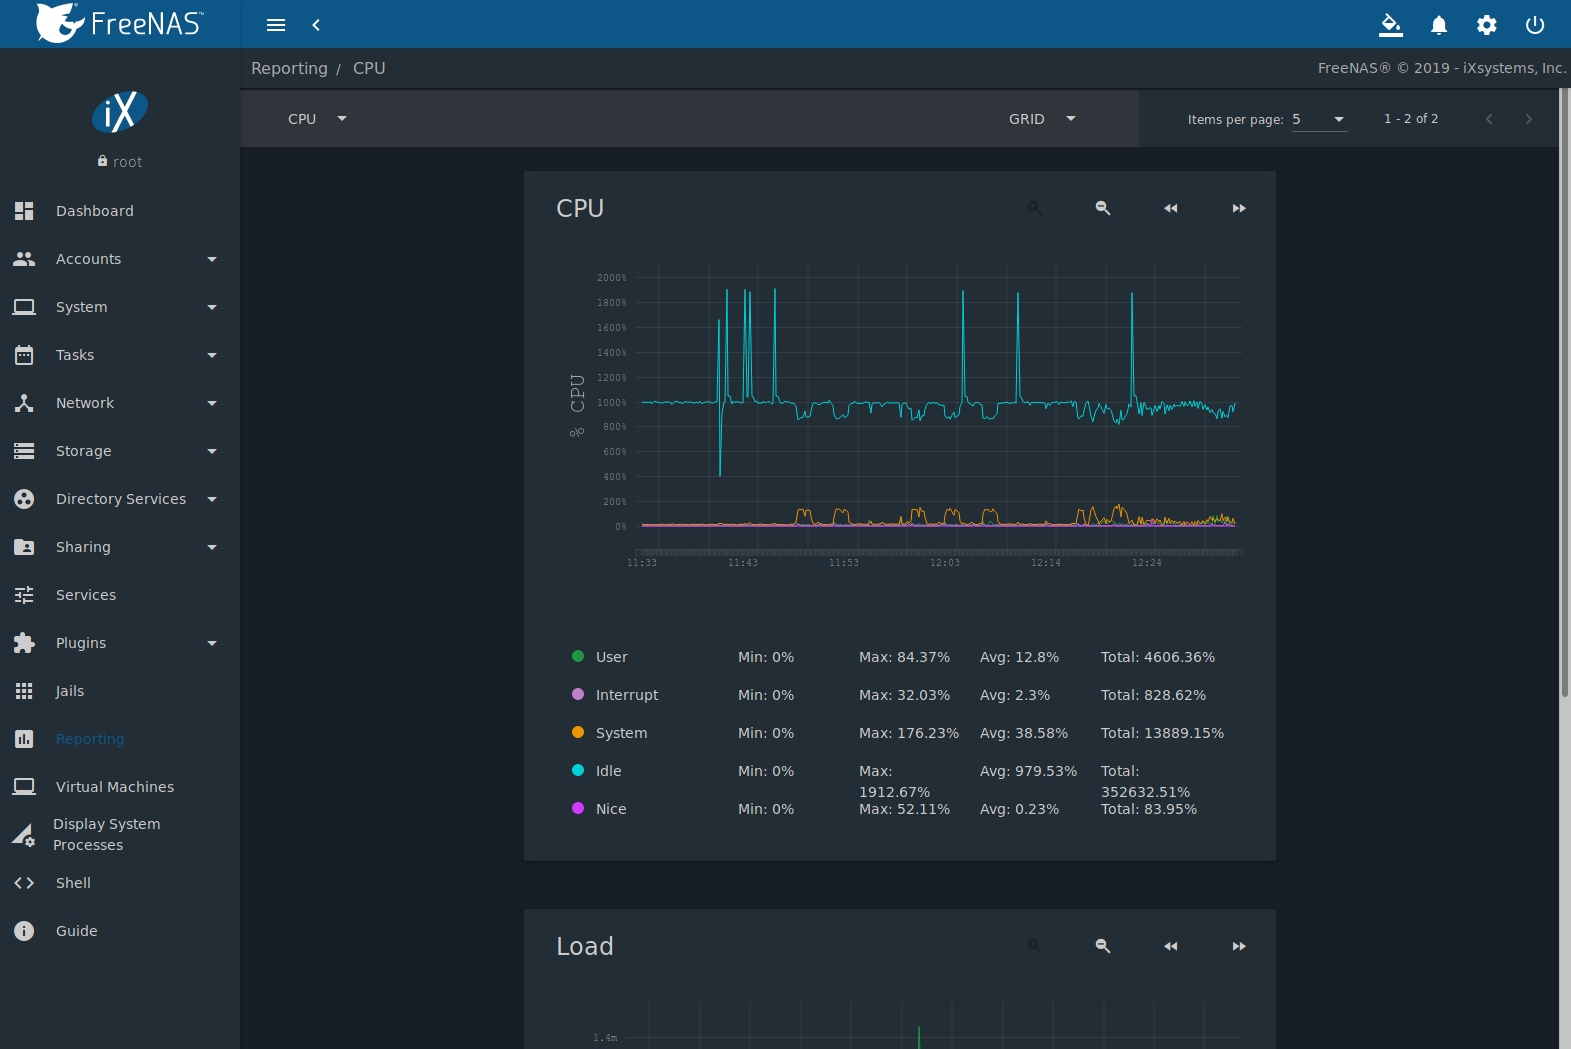 FreeNAS™
Reporting / CPU
FreeNAS® © 2019 - iXsystems, Inc.
iX
root
Dashboard
Accounts
System
Tasks
Network
Storage
Directory Services
Sharing
Services
Plugins
Jails
Reporting
Virtual Machines
Display System
Processes
Shell
Guide
CPU
GRID
Items per page: 5
1 - 2 of 2
CPU
% CPU
2000%
1800%
1600%
1400%
1200%
1000%
800%
600%
400%
200%
0%
11:33 11:43 11:53 12:03 12:14 12:24
User Min: 0% Max: 84.37% Avg: 12.8% Total: 4606.36%
Interrupt Min: 0% Max: 32.03% Avg: 2.3% Total: 828.62%
System Min: 0% Max: 176.23% Avg: 38.58% Total: 13889.15%
Idle Min: 0% Max: Avg: 979.53% Total:
1912.67% 352632.51%
Nice Min: 0% Max: 52.11% Avg: 0.23% Total: 83.95%
Load
1.4m